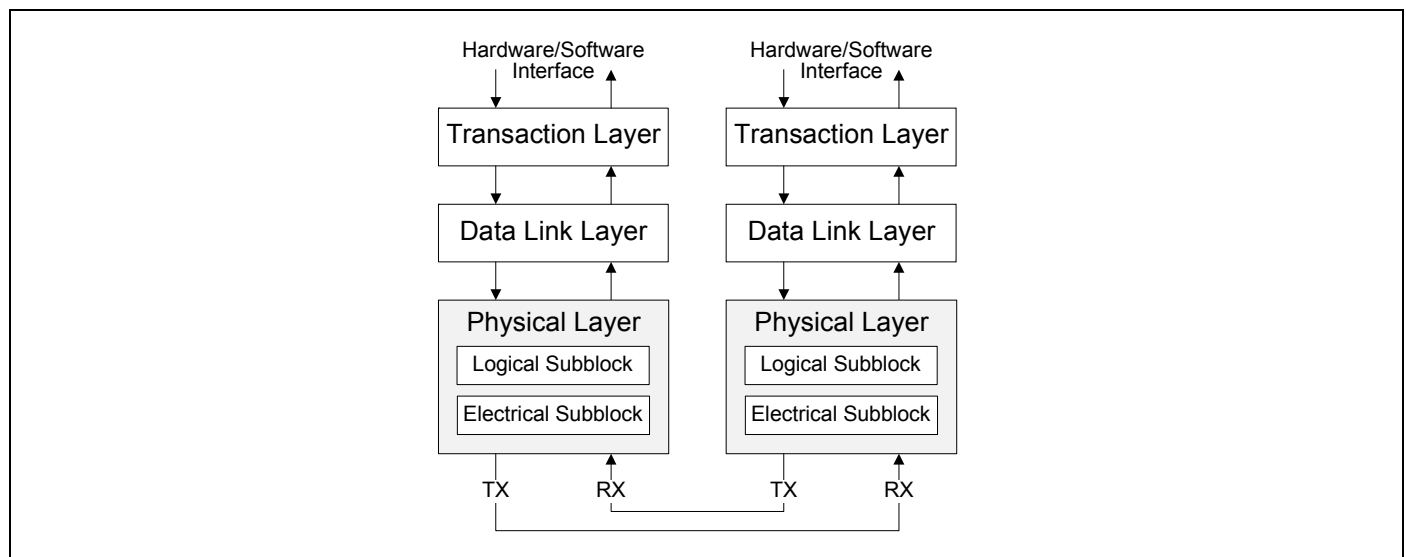 Hardware/Software
Interface
Hardware/Software
Interface
Transaction Layer
Transaction Layer
Data Link Layer
Data Link Layer
Physical Layer
Logical Subblock
Electrical Subblock
Physical Layer
Logical Subblock
Electrical Subblock
TX
RX
TX
RX